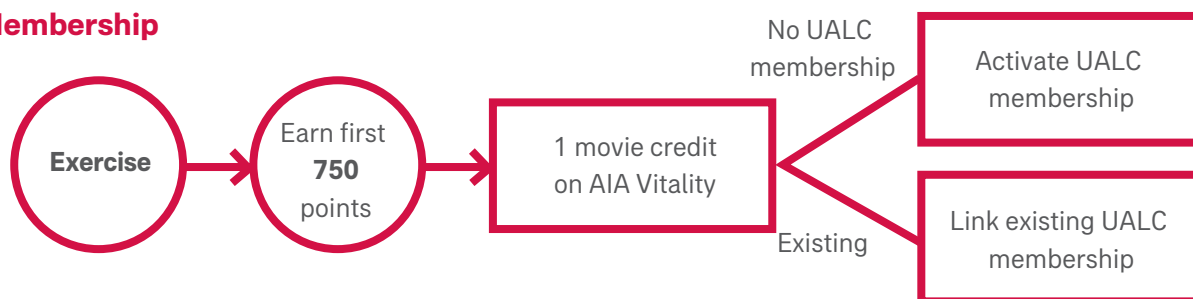 Membership
Exercise
Earn first
750
points
1 movie credit
on AIA Vitality
No UALC
membership
Activate UALC
membership
Existing
Link existing UALC
membership